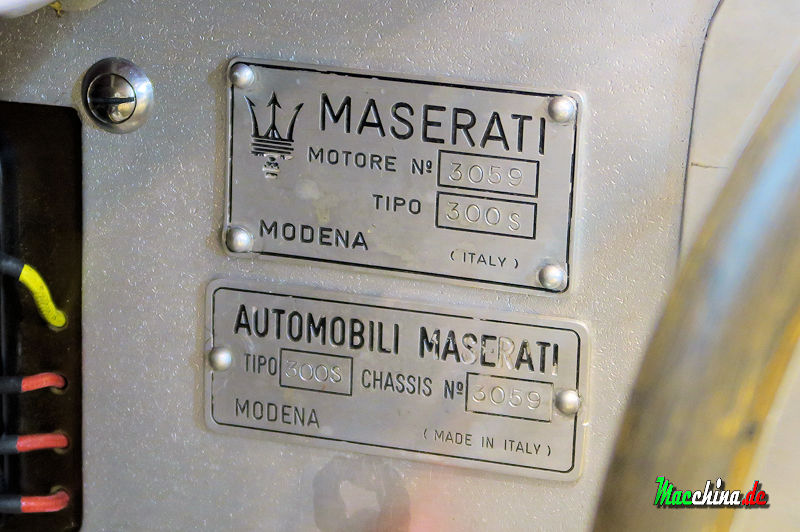 MASERATI
MOTORE Nº 3059
TIPO 300S
MODENA (ITALY)
AUTOMOBILI MASERATI
TIPO 300S CHASSIS Nº 3059
MODENA (MADE IN ITALY)
Macchina.de